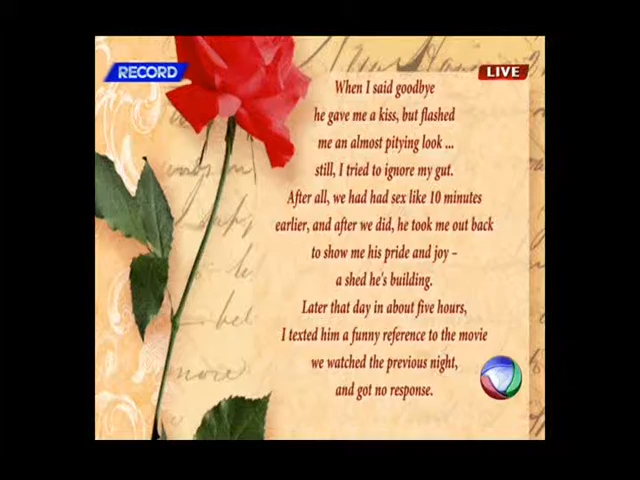 RECORD
LIVE
When I said goodbye
he gave me a kiss, but flashed
me an almost pitying look ...
still, I tried to ignore my gut.
After all, we had had sex like 10 minutes
earlier, and after we did, he took me out back
to show me his pride and joy –
a shed he's building.
Later that day in about five hours,
I texted him a funny reference to the movie
we watched the previous night,
and got no response.